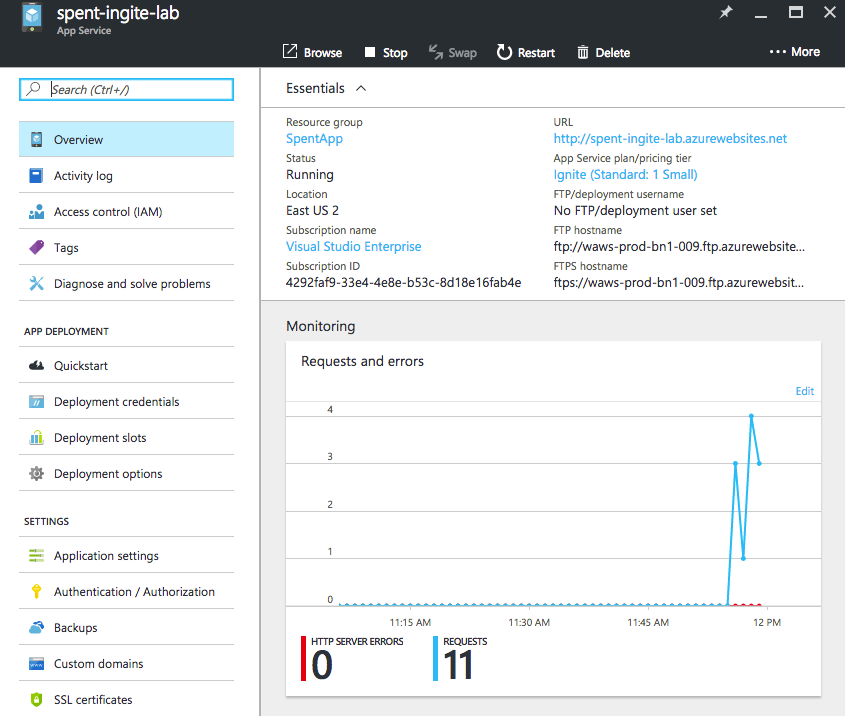 spent-ingite-lab
App Service
Browse Stop Swap Restart Delete ••• More
Search (Ctrl+/)
Overview
Activity log
Access control (IAM)
Tags
Diagnose and solve problems
APP DEPLOYMENT
Quickstart
Deployment credentials
Deployment slots
Deployment options
SETTINGS
Application settings
Authentication / Authorization
Backups
Custom domains
SSL certificates
Essentials
Resource group
SpentApp
Status
Running
Location
East US 2
Subscription name
Visual Studio Enterprise
Subscription ID
4292faf9-33e4-4e8e-b53c-8d18e16fab4e
URL
http://spent-ingite-lab.azurewebsites.net
App Service plan/pricing tier
Ignite (Standard: 1 Small)
FTP/deployment username
No FTP/deployment user set
FTP hostname
ftp://waws-prod-bn1-009.ftp.azurewebsite...
FTPS hostname
ftps://waws-prod-bn1-009.ftp.azurewebsit...
Monitoring
Requests and errors
Edit
4
3
2
1
0
11:15 AM 11:30 AM 11:45 AM 12 PM
HTTP SERVER ERRORS
0
REQUESTS
11